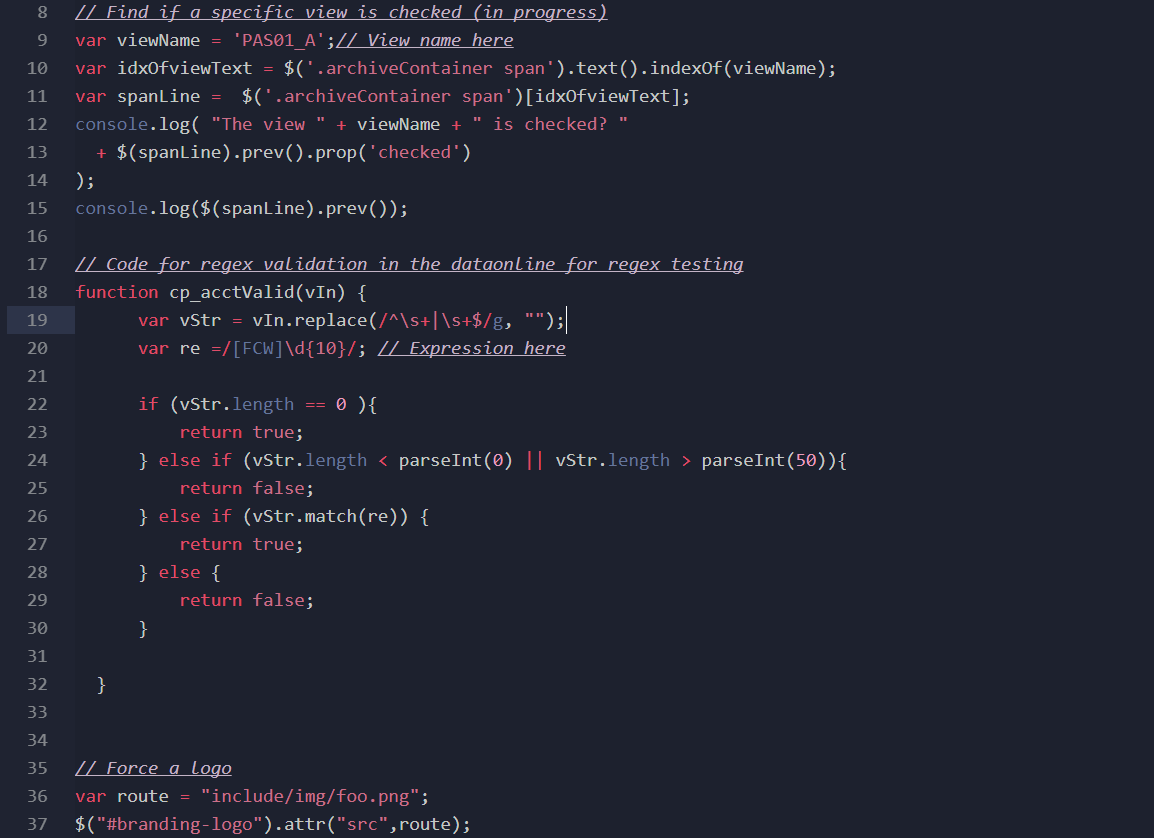 8 // Find if a specific view is checked (in progress)
9 var viewName = 'PAS01_A';// View name here
10 var idxOfviewText = $('.archiveContainer span').text().indexOf(viewName);
11 var spanLine =  $('.archiveContainer span')[idxOfviewText];
12 console.log( "The view " + viewName + " is checked? "
13   + $(spanLine).prev().prop('checked')
14 );
15 console.log($(spanLine).prev());
16
17 // Code for regex validation in the dataonline for regex testing
18 function cp_acctValid(vIn) {
19       var vStr = vIn.replace(/^\s+|\s+$/g, "");
20       var re =/[FCW]\d{10}/; // Expression here
21
22       if (vStr.length == 0 ){
23           return true;
24       } else if (vStr.length < parseInt(0) || vStr.length > parseInt(50)){
25           return false;
26       } else if (vStr.match(re)) {
27           return true;
28       } else {
29           return false;
30       }
31
32   }
33
34
35 // Force a logo
36 var route = "include/img/foo.png";
37 $("#branding-logo").attr("src",route);